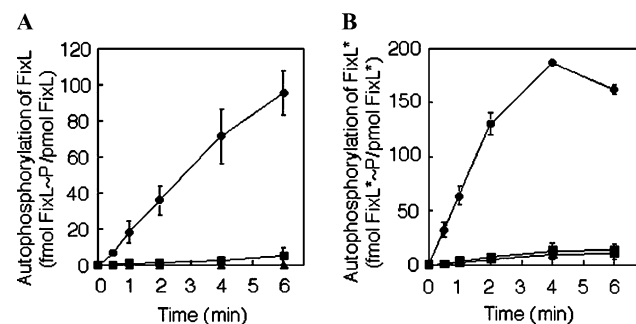 A
Autophosphorylation of FixL
(fmol FixL~P/pmol FixL)
120
100
80
60
40
20
0
0 1 2 3 4 5 6
Time (min)
B
Autophosphorylation of FixL*
(fmol FixL*~P/pmol FixL*)
200
150
100
50
0
0 1 2 3 4 5 6
Time (min)